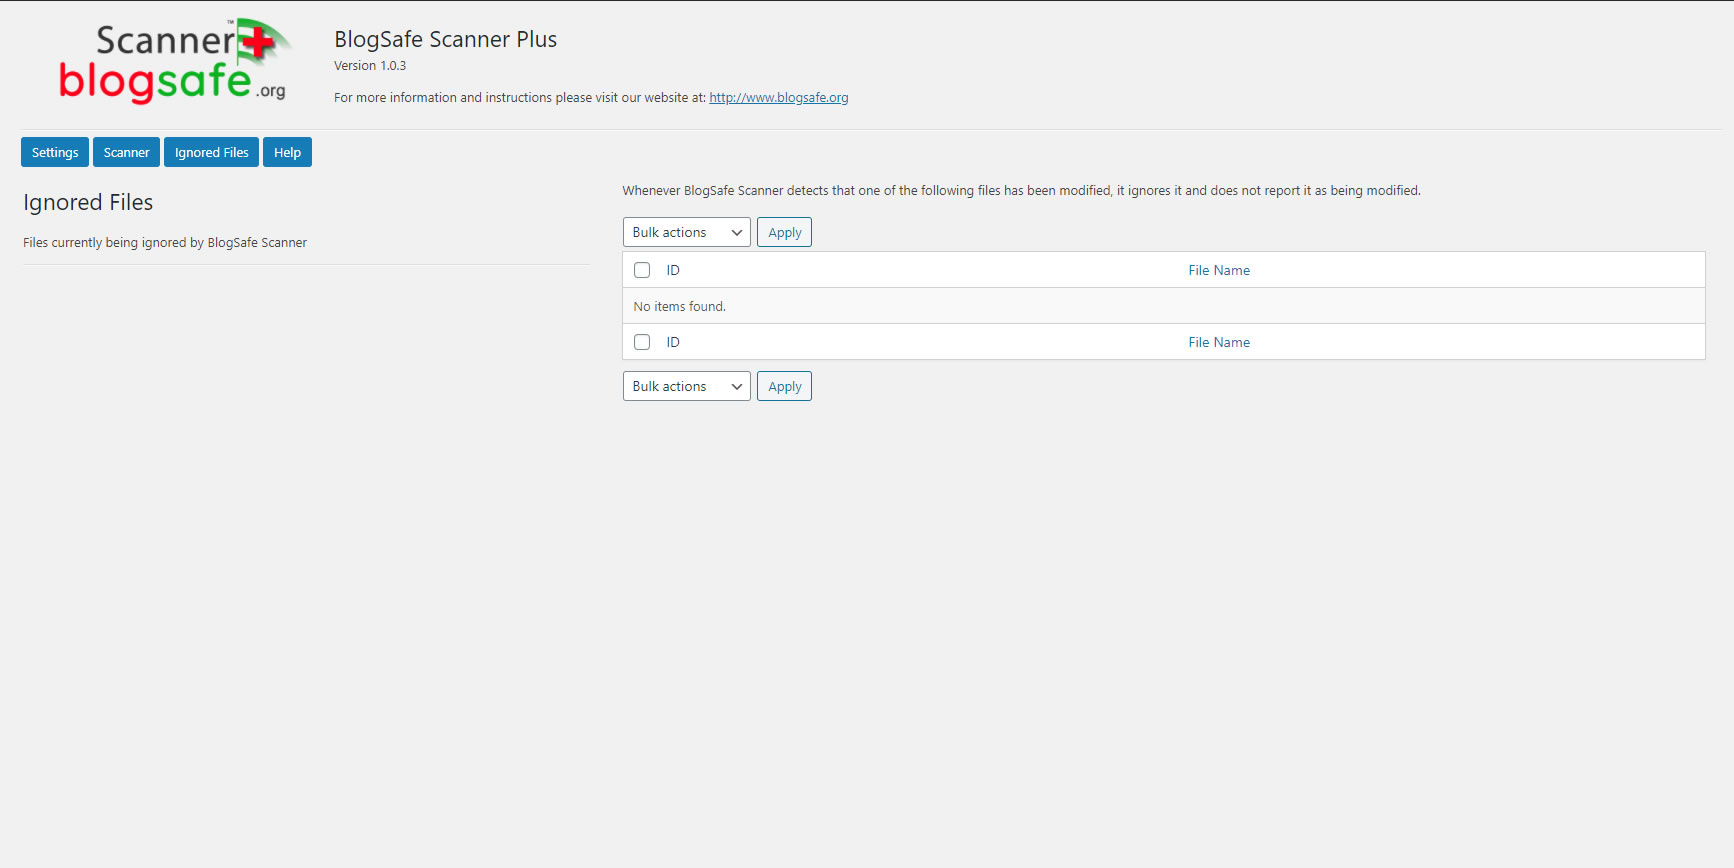 Scanner™
blogsafe.org
BlogSafe Scanner Plus
Version 1.0.3
For more information and instructions please visit our website at: http://www.blogsafe.org
Settings Scanner Ignored Files Help
Ignored Files
Files currently being ignored by BlogSafe Scanner
Whenever BlogSafe Scanner detects that one of the following files has been modified, it ignores it and does not report it as being modified.
Bulk actions Apply
ID File Name
No items found.
ID File Name
Bulk actions Apply